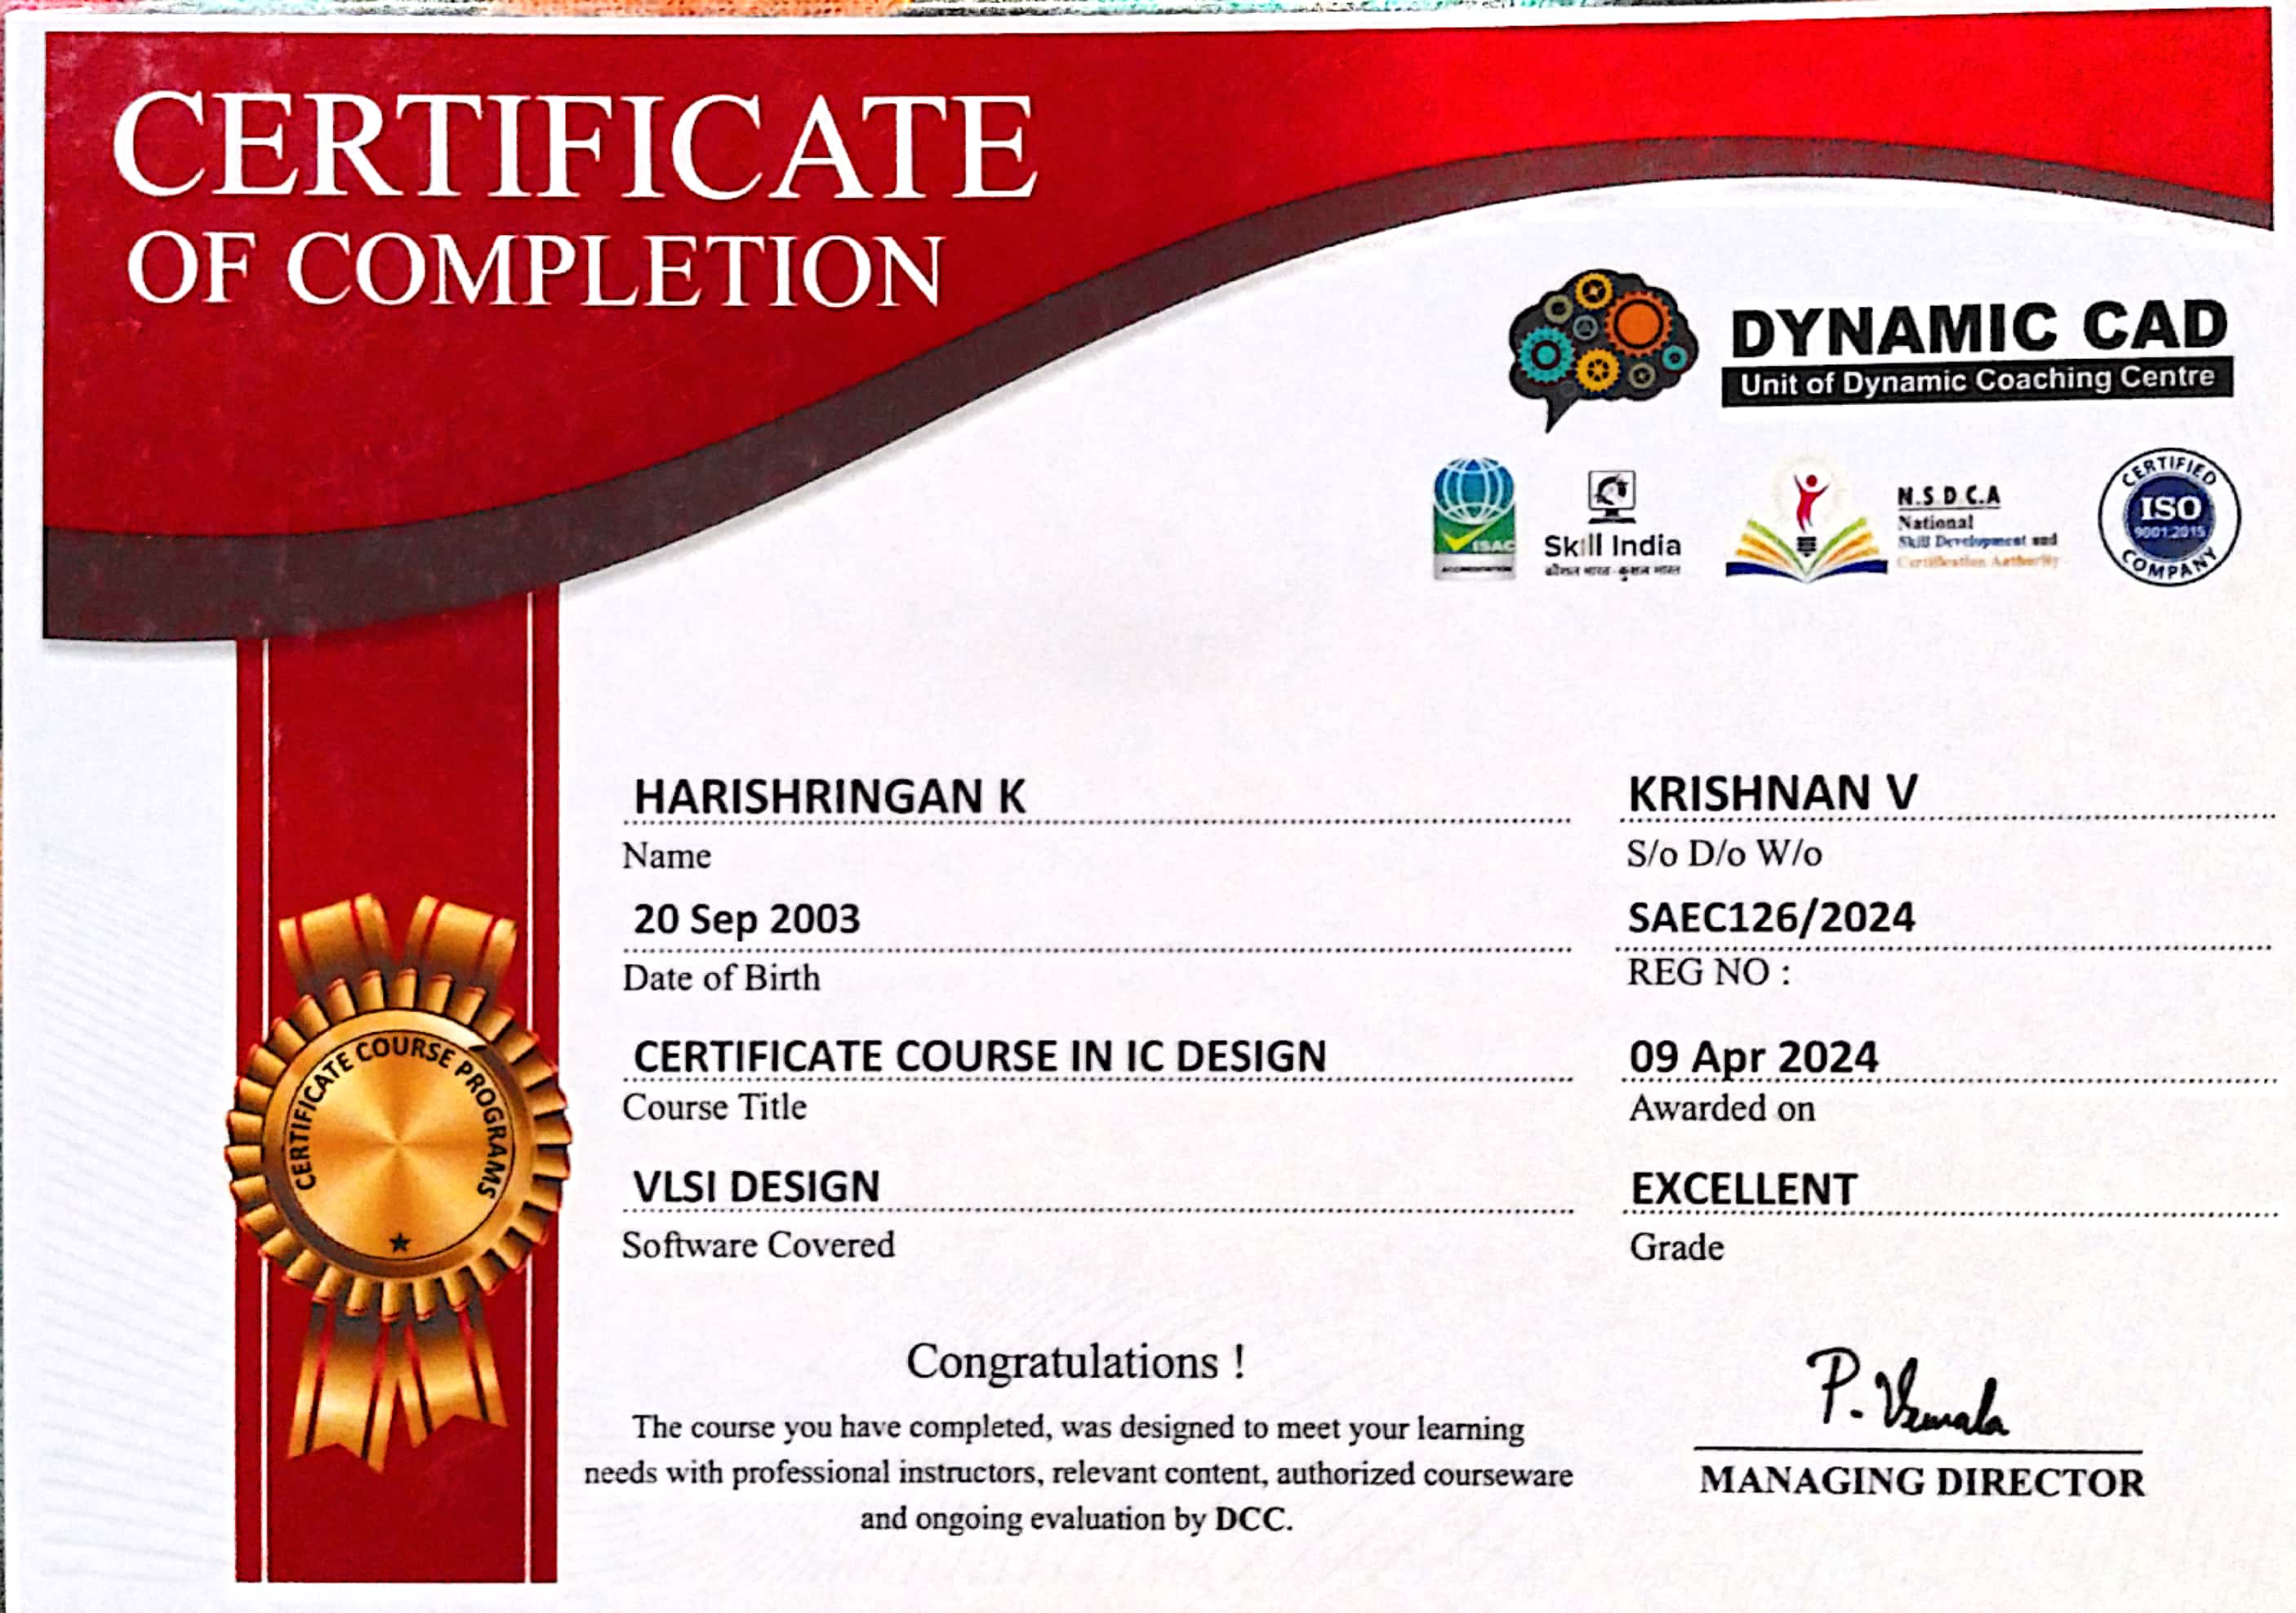 CERTIFICATE
OF COMPLETION
DYNAMIC CAD
Unit of Dynamic Coaching Centre
ISAC
ACCREDITATION
Skill India
कौशल भारत - कुशल भारत
N.S.D.C.A
National
Skill Development and
Certification Authority
CERTIFIED
ISO
9001:2015
COMPANY
HARISHRINGAN K
Name
KRISHNAN V
S/o D/o W/o
20 Sep 2003
Date of Birth
SAEC126/2024
REG NO :
CERTIFICATE COURSE IN IC DESIGN
Course Title
09 Apr 2024
Awarded on
VLSI DESIGN
Software Covered
EXCELLENT
Grade
CERTIFICATE COURSE PROGRAMS
Congratulations !
The course you have completed, was designed to meet your learning
needs with professional instructors, relevant content, authorized courseware
and ongoing evaluation by DCC.
P. Vemala
MANAGING DIRECTOR